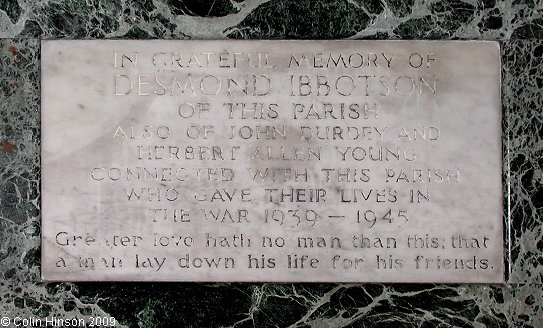 IN GRATEFUL MEMORY OF
DESMOND IBBOTSON
OF THIS PARISH
ALSO OF JOHN DURDEY AND
HERBERT ALLEN YOUNG
CONNECTED WITH THIS PARISH
WHO GAVE THEIR LIVES IN
THE WAR 1939 – 1945
Greater love hath no man than this, that
a man lay down his life for his friends.
© Colin Hinson 2009